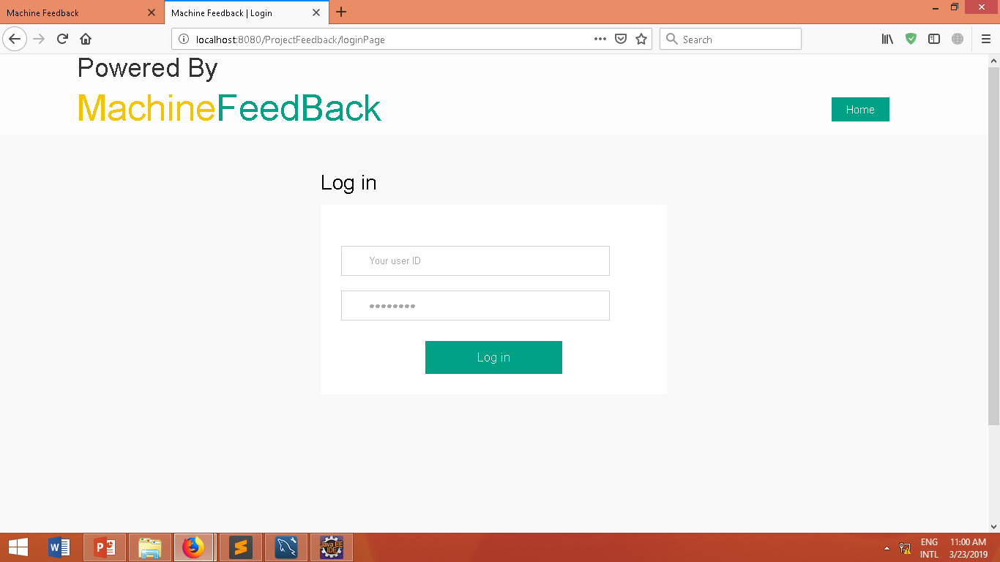 Machine Feedback
Machine Feedback | Login
localhost:8080/ProjectFeedback/loginPage
Search
Powered By
MachineFeedBack
Home
Log in
Your user ID
••••••••
Log in
Java EE
IDE
ENG
INTL
11:00 AM
3/23/2019